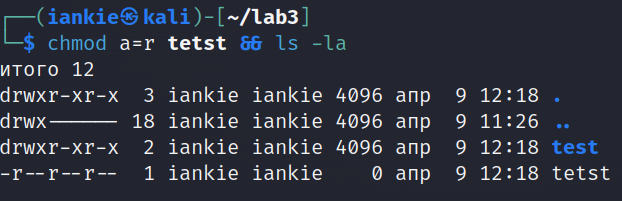 ┌──(iankie㉿kali)-[~/lab3]
└─$ chmod a=r tetst && ls -la
итого 12
drwxr-xr-x  3 iankie iankie 4096 апр  9 12:18 .
drwx------ 18 iankie iankie 4096 апр  9 11:26 ..
drwxr-xr-x  2 iankie iankie 4096 апр  9 12:18 test
-r--r--r--  1 iankie iankie    0 апр  9 12:18 tetst